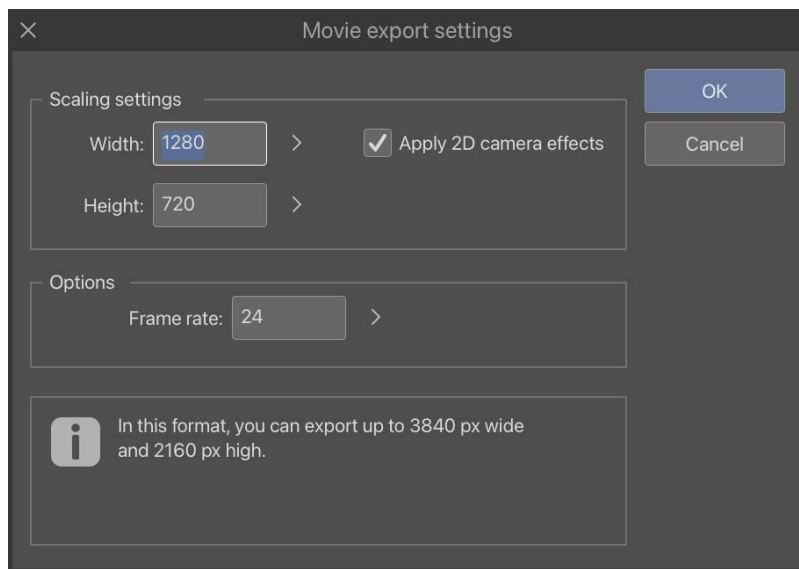 Movie export settings
Scaling settings
Width: 1280
Apply 2D camera effects
Height: 720
OK
Cancel
Options
Frame rate: 24
In this format, you can export up to 3840 px wide
and 2160 px high.